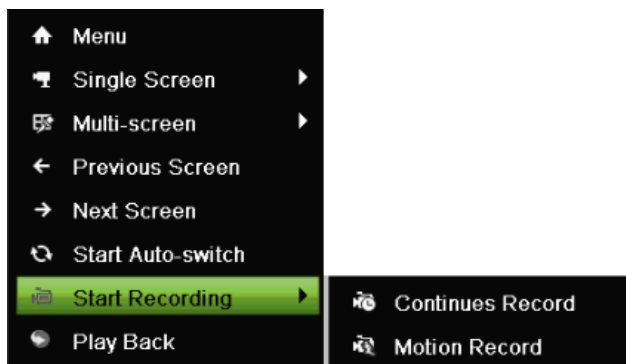 Menu
Single Screen
Multi-screen
Previous Screen
Next Screen
Start Auto-switch
Start Recording
Continues Record
Play Back
Motion Record